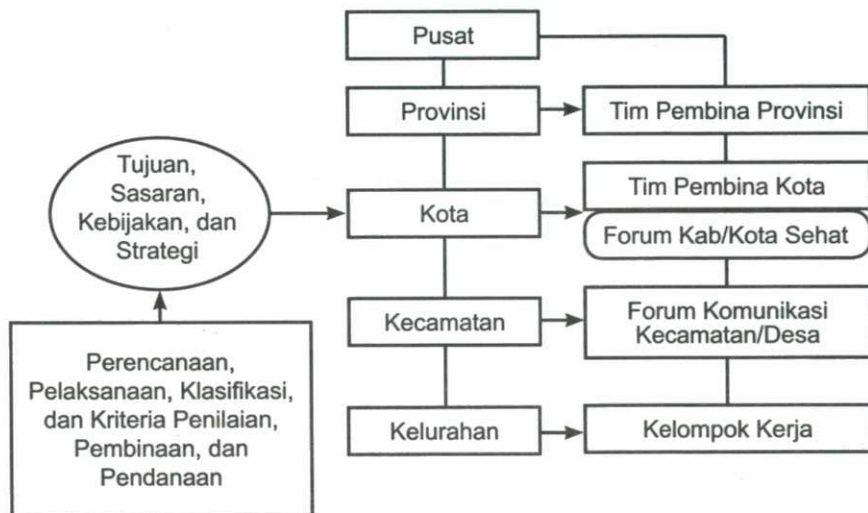 Pusat
Provinsi
Tim Pembina Provinsi
Tujuan,
Sasaran,
Kebijakan, dan
Strategi
Kota
Tim Pembina Kota
Forum Kab/Kota Sehat
Kecamatan
Forum Komunikasi
Kecamatan/Desa
Perencanaan,
Pelaksanaan, Klasifikasi,
dan Kriteria Penilaian,
Pembinaan, dan
Pendanaan
Kelurahan
Kelompok Kerja